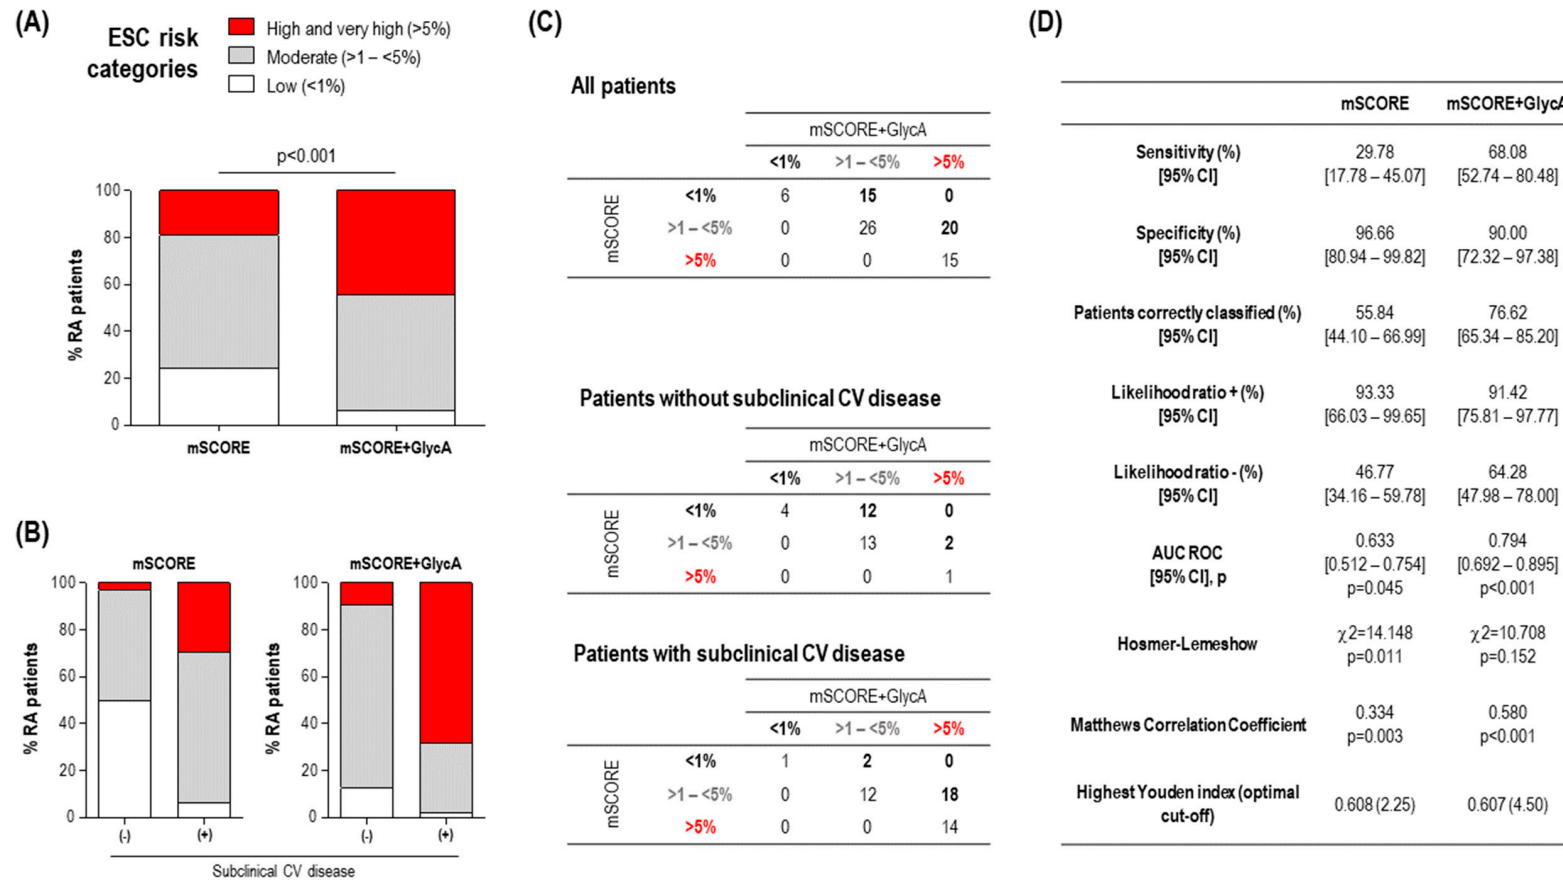 (A)
ESC risk
categories
High and very high (>5%)
Moderate (>1 – <5%)
Low (<1%)
p<0.001
% RA patients
100
80
60
40
20
0
mSCORE
mSCORE+GlycA
(B)
mSCORE
mSCORE+GlycA
% RA patients
100
80
60
40
20
0
% RA patients
100
80
60
40
20
0
(-)
(+)
(-)
(+)
Subclinical CV disease
(C)
All patients
mSCORE+GlycA
<1% >1 – <5% >5%
mSCORE
<1% 6 15 0
>1 – <5% 0 26 20
>5% 0 0 15
Patients without subclinical CV disease
mSCORE+GlycA
<1% >1 – <5% >5%
mSCORE
<1% 4 12 0
>1 – <5% 0 13 2
>5% 0 0 1
Patients with subclinical CV disease
mSCORE+GlycA
<1% >1 – <5% >5%
mSCORE
<1% 1 2 0
>1 – <5% 0 12 18
>5% 0 0 14
(D)
mSCORE mSCORE+GlycA
Sensitivity (%) 29.78 68.08
[95% CI] [17.78 – 45.07] [52.74 – 80.48]
Specificity (%) 96.66 90.00
[95% CI] [80.94 – 99.82] [72.32 – 97.38]
Patients correctly classified (%) 55.84 76.62
[95% CI] [44.10 – 66.99] [65.34 – 85.20]
Likelihood ratio + (%) 93.33 91.42
[95% CI] [66.03 – 99.65] [75.81 – 97.77]
Likelihood ratio - (%) 46.77 64.28
[95% CI] [34.16 – 59.78] [47.98 – 78.00]
AUC ROC 0.633 0.794
[95% CI], p [0.512 – 0.754] [0.692 – 0.895]
p=0.045 p<0.001
Hosmer-Lemeshow χ2=14.148 χ2=10.708
p=0.011 p=0.152
Matthews Correlation Coefficient 0.334 0.580
p=0.003 p<0.001
Highest Youden index (optimal
cut-off) 0.608 (2.25) 0.607 (4.50)